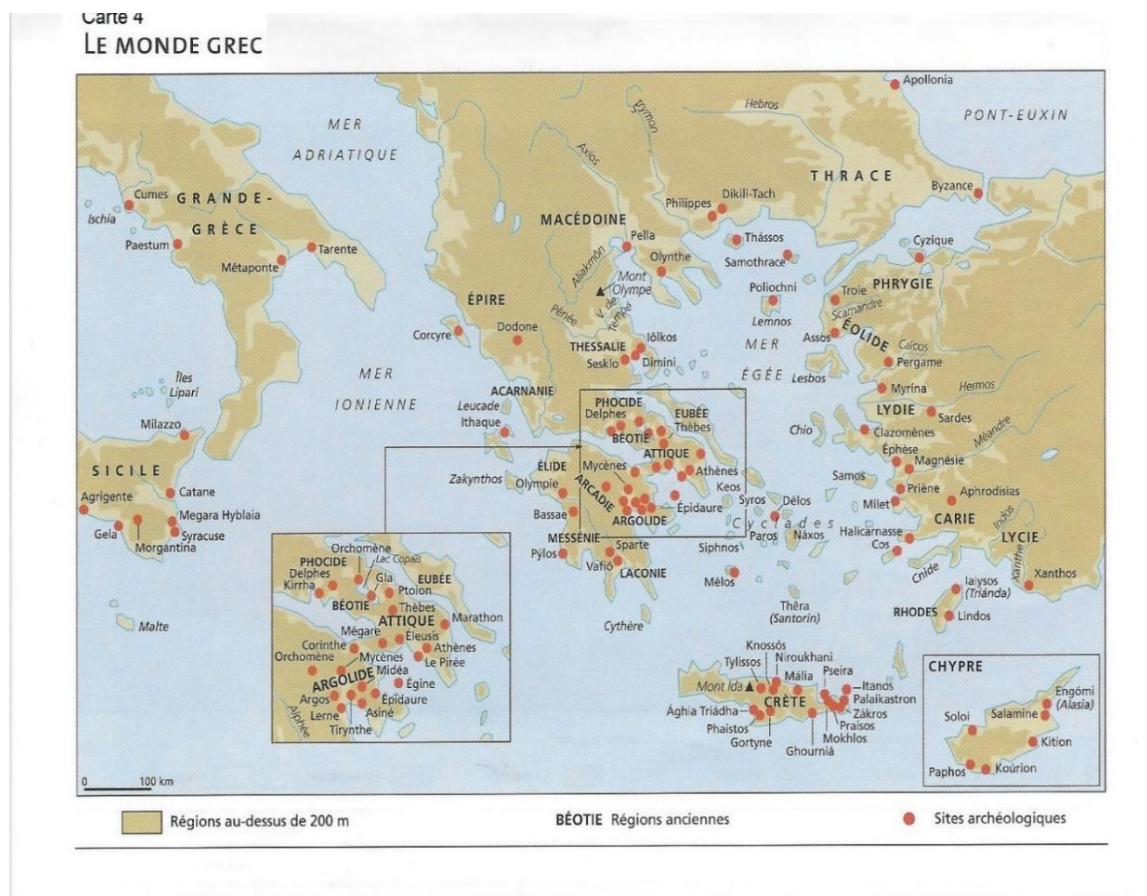 Carte 4
LE MONDE GREC
Apollonia
PONT-EUXIN
MER
ADRIATIQUE
Hebros
Strymon
Axios
THRACE
Byzance
Cumes
Ischia
GRANDE-
GRÈCE
Paestum
Métaponte
Tarente
MACÉDOINE
Philippes
Dikili-Tach
Pella
Thássos
Samothrace
Olynthe
Cyzique
Aliakmôn
Mont
Olympe
PHRYGIE
Poliochni
Troie
Scamandre
Lemnos
ÉPIRE
Pénée
V. de
Tempé
Corcyre
Dodone
THESSALIE
Iôlkos
Sesklo
Dimini
MER
ÉGÉE
Assos
ÉOLIDE
Caïcos
Pergame
Lesbos
Myrina
Hermos
MER
IONIENNE
Îles
Lipari
ACARNANIE
Leucade
Ithaque
PHOCIDE
Delphes
EUBÉE
Thèbes
BÉOTIE
LYDIE
Sardes
Chio
Clazomènes
Méandre
Milazzo
SICILE
Agrigente
Catane
Megara Hyblaia
Gela
Syracuse
Morgantina
Zakynthos
ÉLIDE
Olympie
Mycènes
ATTIQUE
Athènes
Keos
ARCADIE
Bassae
ARGOLIDE
Épidaure
Éphèse
Magnésie
Samos
Priène
Aphrodisias
Milet
Syros
Délos
Cyclades
Paros
Náxos
Halicarnasse
Cos
CARIE
Indos
LYCIE
MESSÉNIE
Pýlos
Sparte
Vafió
LACONIE
Siphnos
Mêlos
Cnide
Xanthe
Xanthos
Ialysos
(Triánda)
RHODES
Lindos
Malte
Cythère
Thêra
(Santorin)
Orchomène
Lac Copaïs
PHOCIDE
Delphes
Kirrha
Gla
EUBÉE
Ptoion
BÉOTIE
Thèbes
ATTIQUE
Marathon
Mégare
Éleusis
Corinthe
Athènes
Orchomène
Mycènes
Le Pirée
Midéa
ARGOLIDE
Égine
Argos
Épidaure
Lerne
Asiné
Tirynthe
Alphée
Knossós
Tylissos
Niroukhani
Mont Ida
Mália
Pseira
CRÈTE
Itanos
Palaikastron
Ághia Triádha
Zákros
Phaistos
Praisos
Gortyne
Mokhlos
Ghourniá
CHYPRE
Engómi
(Alasia)
Soloi
Salamine
Kition
Paphos
Koúrion
0 100 km
Régions au-dessus de 200 m
BÉOTIE Régions anciennes
Sites archéologiques